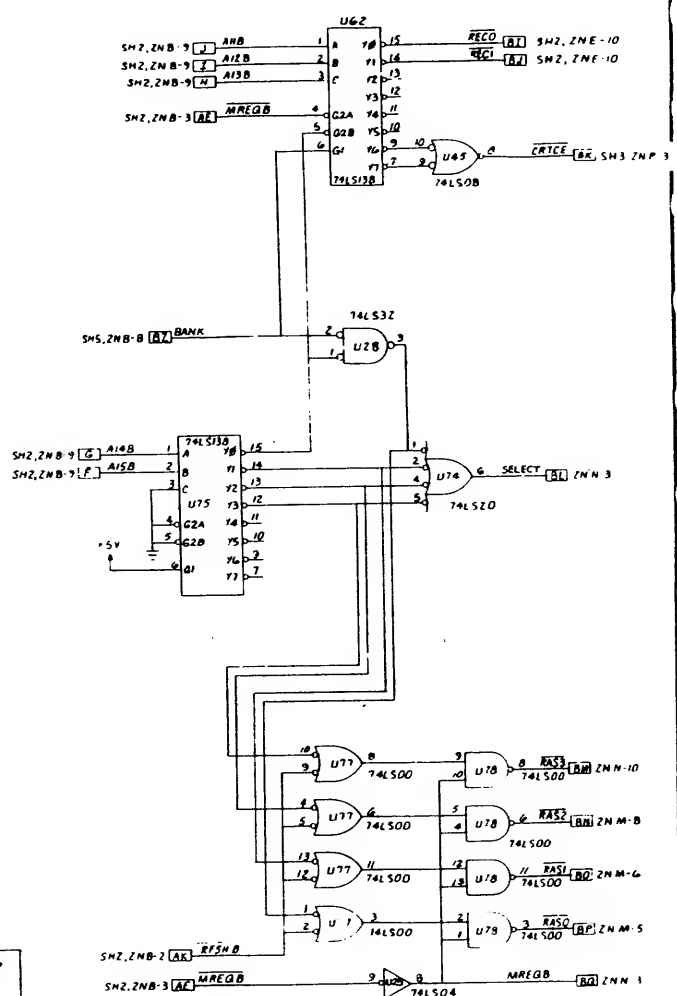 U62
SH2,ZNB-9 J A11B 1 A Y0 15 REC0 BI SH2, ZNE-10
SH2,ZNB-9 I A12B 2 B Y1 14 REC1 BJ SH2, ZNE-10
SH2,ZNB-9 H A13B 3 C Y2 13
Y3 12
SH2,ZNB-3 AE MREQB 4 G2A Y4 11
5 G2B Y5 10
6 G1 Y6 9 10 U45 8 CRTCE BK SH3 ZNP-3
Y7 7 9
74LS138 74LS08
74LS32
SH5,ZNB-8 BZ BANK 2 U28 3
1
74LS138
SH2,ZNB-9 G A14B 1 A Y0 15 1
SH2,ZNB-9 F A15B 2 B Y1 14 2
3 C Y2 13 4 U74 6 SELECT BL ZNN-3
U75 Y3 12 5
4 G2A Y4 11 74LS20
5 G2B Y5 10
+5V Y6 9
6 G1 Y7 7
10 U77 8 9 U78 8 RAS3 BM ZNN-10
9 74LS00 10 74LS00
4 U77 6 5 U78 6 RAS2 BN ZNM-8
5 74LS00 4 74LS00
13 U77 11 12 U78 11 RAS1 BO ZNM-6
12 74LS00 13 74LS00
1 3 2 U78 3 RAS0 BP ZNM-5
2 74LS00 1 74LS00
SH2,ZNB-2 AK RFSHB
SH2,ZNB-3 AE MREQB 9 8 MREQB BQ ZNN-3
74LS04